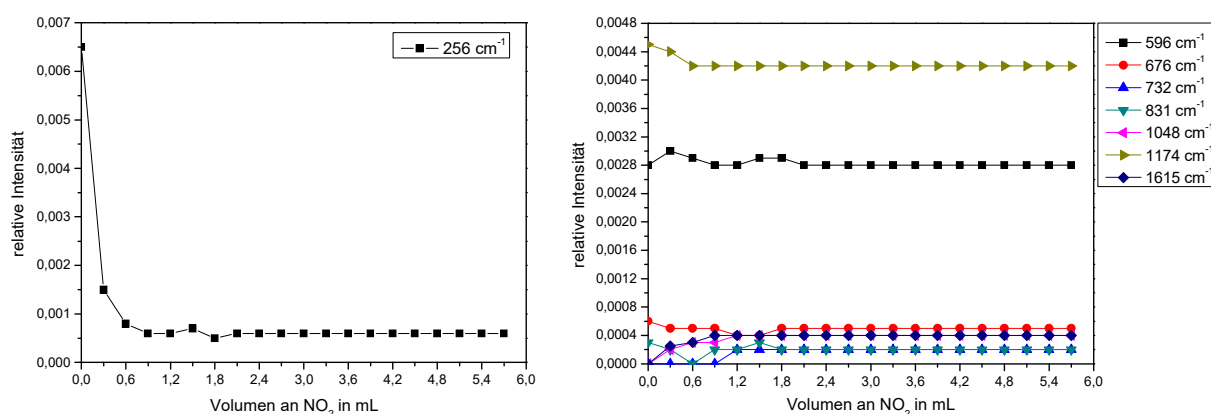 0,007
0,006
0,005
0,004
0,003
0,002
0,001
0,000
relative Intensität
0,0 0,6 1,2 1,8 2,4 3,0 3,6 4,2 4,8 5,4 6,0
Volumen an NO₂ in mL
256 cm⁻¹
0,0048
0,0044
0,0040
0,0036
0,0032
0,0028
0,0024
0,0020
0,0016
0,0012
0,0008
0,0004
0,0000
relative Intensität
0,0 0,6 1,2 1,8 2,4 3,0 3,6 4,2 4,8 5,4 6,0
Volumen an NO₂ in mL
596 cm⁻¹
676 cm⁻¹
732 cm⁻¹
831 cm⁻¹
1048 cm⁻¹
1174 cm⁻¹
1615 cm⁻¹